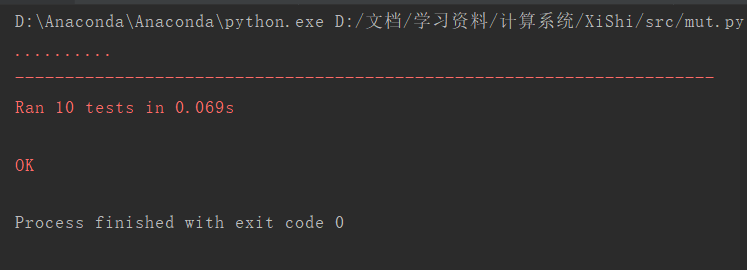 D:\Anaconda\Anaconda\python.exe D:/文档/学习资料/计算系统/XiShi/src/mut.py
..........
----------------------------------------------------------------------
Ran 10 tests in 0.069s
OK
Process finished with exit code 0